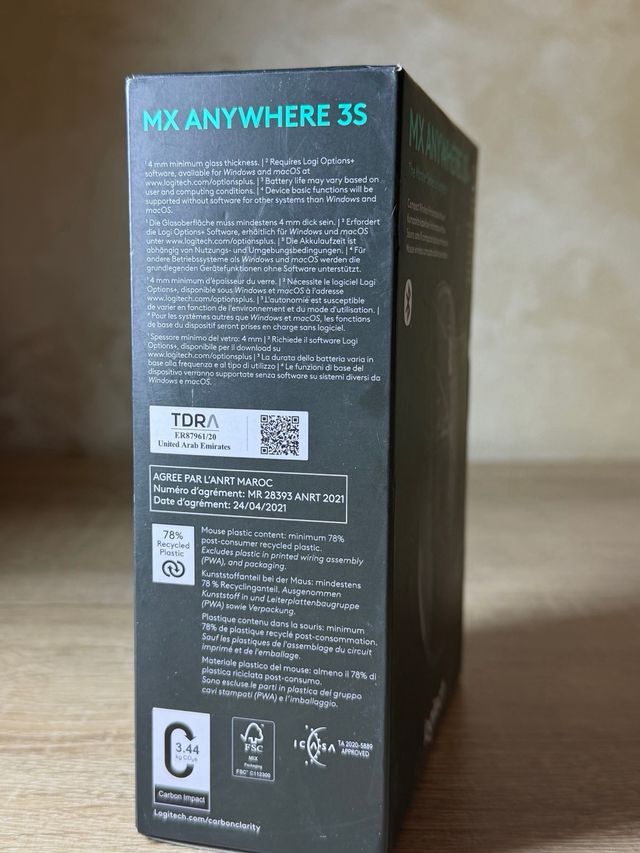 MX ANYWHERE 3S
¹ 4 mm minimum glass thickness. | ² Requires Logi Options+
software, available for Windows and macOS at
www.logitech.com/optionsplus. | ³ Battery life may vary based on
user and computing conditions. | ⁴ Device basic functions will be
supported without software for other systems than Windows and
macOS.
¹ Die Glasoberfläche muss mindestens 4 mm dick sein. | ² Erfordert
die Logi Options+ Software, erhältlich für Windows und macOS
unter www.logitech.com/optionsplus. | ³ Die Akkulaufzeit ist
abhängig von Nutzungs- und Umgebungsbedingungen. | ⁴ Für
andere Betriebssysteme als Windows und macOS werden die
grundlegenden Gerätefunktionen ohne Software unterstützt.
¹ 4 mm minimum d'épaisseur du verre. | ² Nécessite le logiciel Logi
Options+, disponible sous Windows et macOS à l'adresse
www.logitech.com/optionsplus. | ³ L'autonomie est susceptible
de varier en fonction de l'environnement et du mode d'utilisation. |
⁴ Pour les systèmes autres que Windows et macOS, les fonctions
de base du dispositif seront prises en charge sans logiciel.
¹ Spessore minimo del vetro: 4 mm | ² Richiede il software Logi
Options+, disponibile per il download su
www.logitech.com/optionsplus | ³ La durata della batteria varia in
base alla frequenza e al tipo di utilizzo | ⁴ Le funzioni di base del
dispositivo verranno supportate senza software su sistemi diversi da
Windows e macOS.
TDRA
ER87961/20
United Arab Emirates
AGREE PAR L'ANRT MAROC
Numéro d'agrément: MR 28393 ANRT 2021
Date d'agrément: 24/04/2021
78%
Recycled
Plastic
Mouse plastic content: minimum 78%
post-consumer recycled plastic.
Excludes plastic in printed wiring assembly
(PWA), and packaging.
Kunststoffanteil bei der Maus: mindestens
78 % Recyclinganteil. Ausgenommen
Kunststoff in und Leiterplattenbaugruppe
(PWA) sowie Verpackung.
Plastique contenu dans la souris: minimum
78% de plastique recyclé post-consommation.
Sauf les plastiques de l'assemblage du circuit
imprimé et de l'emballage.
Materiale plastico del mouse: almeno il 78% di
plastica riciclata post-consumo.
Sono escluse le parti in plastica del gruppo
cavi stampati (PWA) e l'imballaggio.
3.44
kg CO₂e
Carbon Impact
Logitech.com/carbonclarity
FSC
MIX
Packaging
FSC™ C112300
ICASA
TA 2020-5889
APPROVED
MX ANYWHERE 3S